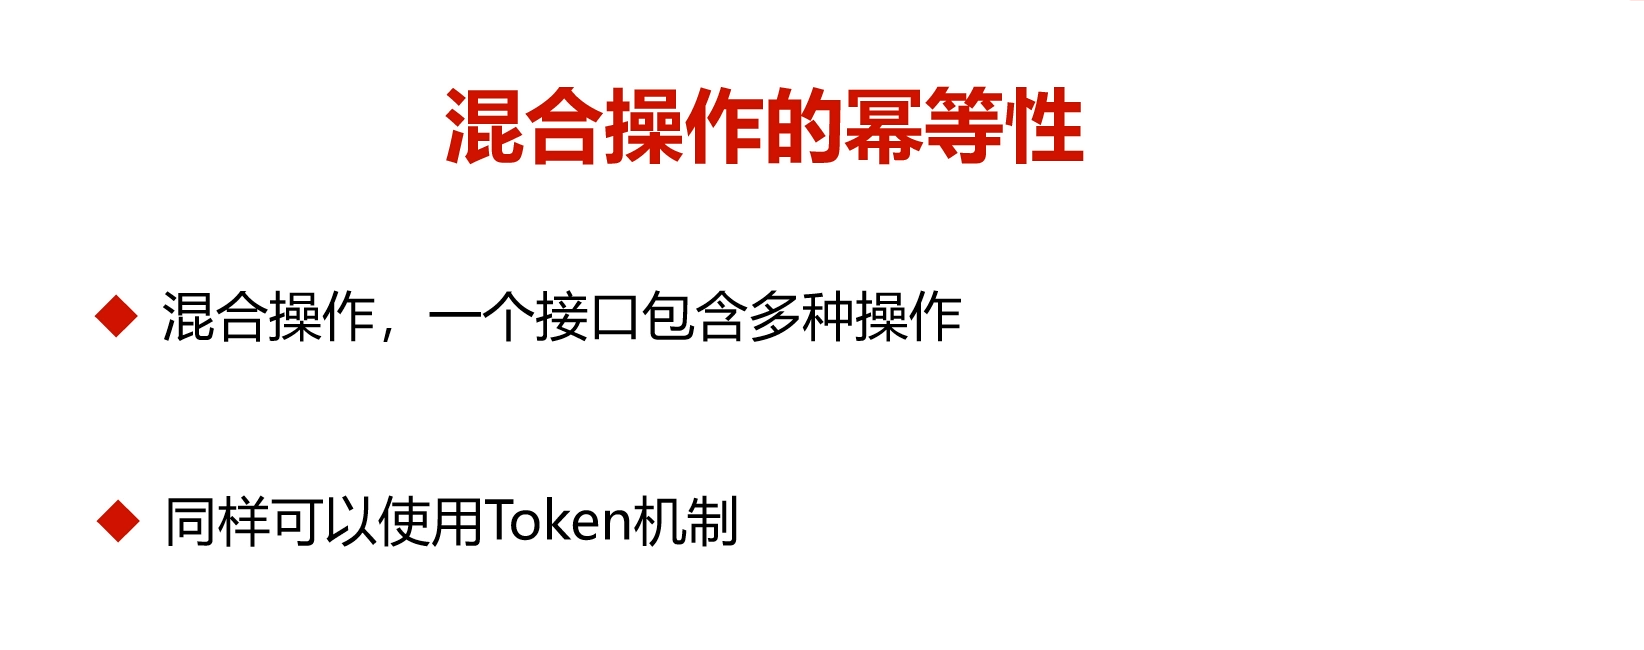 混合操作的幂等性
混合操作，一个接口包含多种操作
同样可以使用Token机制